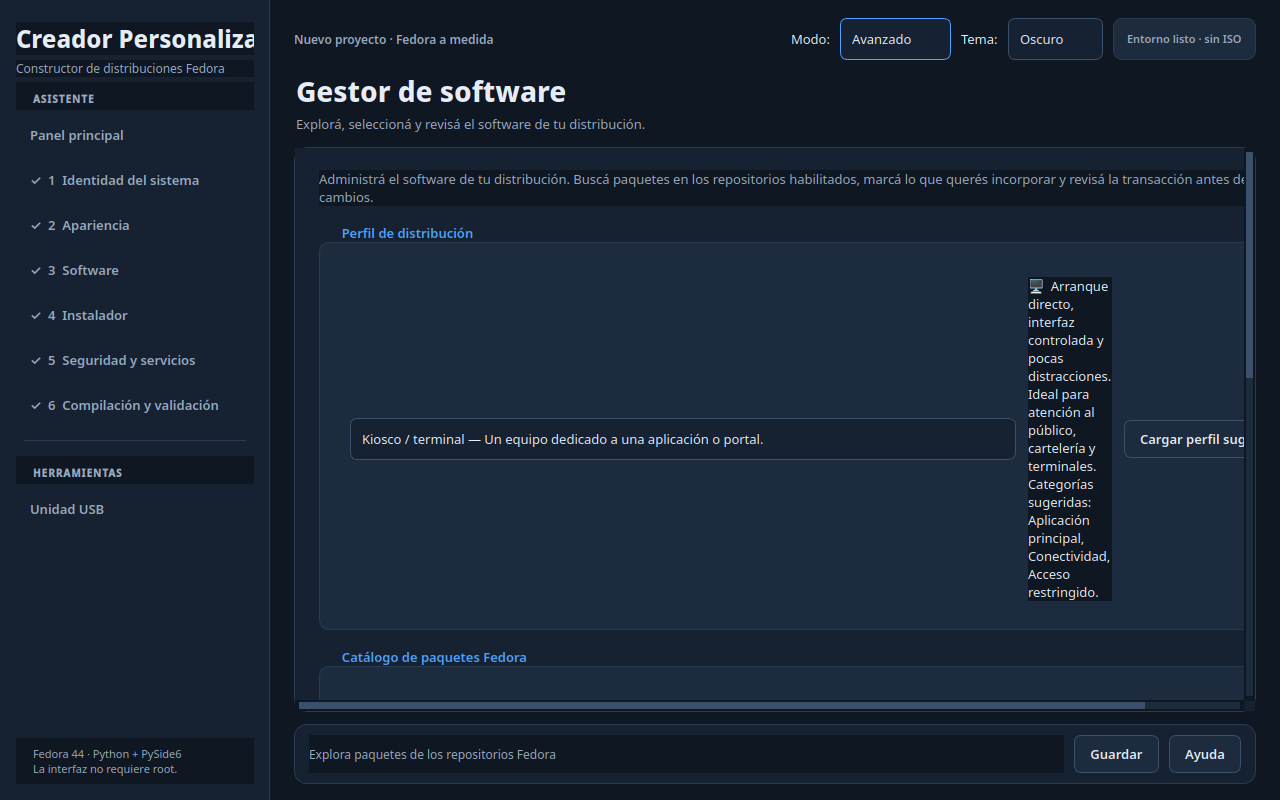 Creador Personaliza
Constructor de distribuciones Fedora
ASISTENTE
Panel principal
✓ 1 Identidad del sistema
✓ 2 Apariencia
✓ 3 Software
✓ 4 Instalador
✓ 5 Seguridad y servicios
✓ 6 Compilación y validación
HERRAMIENTAS
Unidad USB
Fedora 44 · Python + PySide6
La interfaz no requiere root.
Nuevo proyecto · Fedora a medida
Modo:
Avanzado
Tema:
Oscuro
Entorno listo · sin ISO
Gestor de software
Explorá, seleccioná y revisá el software de tu distribución.
Administrá el software de tu distribución. Buscá paquetes en los repositorios habilitados, marcá lo que querés incorporar y revisá la transacción antes de
cambios.
Perfil de distribución
Kiosco / terminal — Un equipo dedicado a una aplicación o portal.
🖥️ Arranque
directo,
interfaz
controlada y
pocas
distracciones.
Ideal para
atención al
público,
cartelería y
terminales.
Categorías
sugeridas:
Aplicación
principal,
Conectividad,
Acceso
restringido.
Cargar perfil sug
Catálogo de paquetes Fedora
Explora paquetes de los repositorios Fedora
Guardar
Ayuda